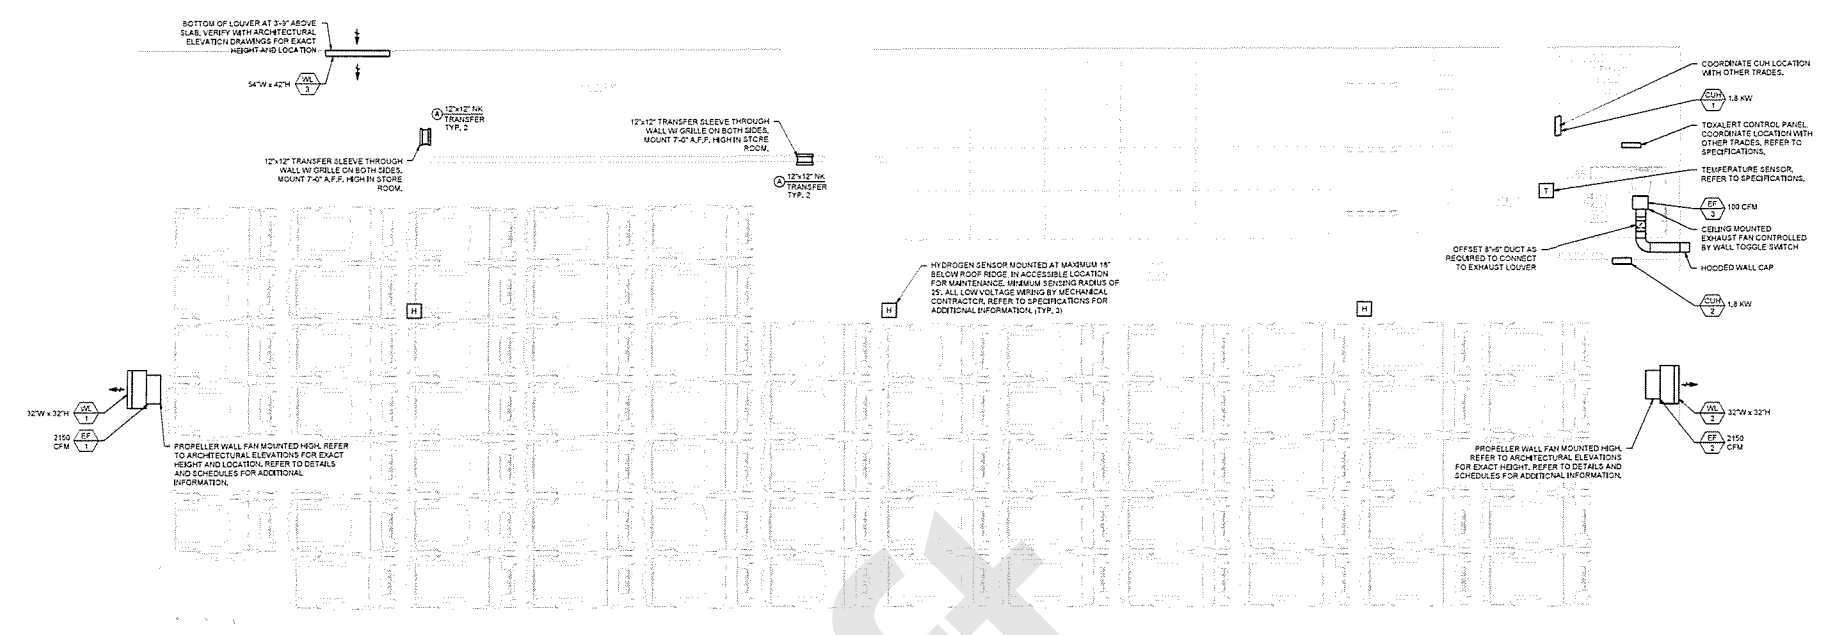 BOTTOM OF LOUVER AT 3'-9" ABOVE
SLAB, VERIFY WITH ARCHITECTURAL
ELEVATION DRAWINGS FOR EXACT
HEIGHT AND LOCATION
54"W x 42"H
WL
3
A
12"x12" NK
TRANSFER
TYP. 2
12"x12" TRANSFER SLEEVE THROUGH
WALL W/ GRILLE ON BOTH SIDES,
MOUNT 7'-0" A.F.F. HIGH IN STORE
ROOM.
12"x12" TRANSFER SLEEVE THROUGH
WALL W/ GRILLE ON BOTH SIDES,
MOUNT 7'-0" A.F.F. HIGH IN STORE
ROOM.
A
12"x12" NK
TRANSFER
TYP. 2
COORDINATE CUH LOCATION
WITH OTHER TRADES.
CUH
1
1.8 KW
TOXALERT CONTROL PANEL,
COORDINATE LOCATION WITH
OTHER TRADES. REFER TO
SPECIFICATIONS.
T
TEMPERATURE SENSOR,
REFER TO SPECIFICATIONS.
EF
3
100 CFM
CEILING MOUNTED
EXHAUST FAN CONTROLLED
BY WALL TOGGLE SWITCH
OFFSET 8"x6" DUCT AS
REQUIRED TO CONNECT
TO EXHAUST LOUVER
HOODED WALL CAP
CUH
2
1.8 KW
HYDROGEN SENSOR MOUNTED AT MAXIMUM 18"
BELOW ROOF RIDGE, IN ACCESSIBLE LOCATION
FOR MAINTENANCE. MINIMUM SENSING RADIUS OF
25'. ALL LOW VOLTAGE WIRING BY MECHANICAL
CONTRACTOR. REFER TO SPECIFICATIONS FOR
ADDITIONAL INFORMATION. (TYP. 3)
H
H
H
32"W x 32"H
WL
1
2150
CFM
EF
1
PROPELLER WALL FAN MOUNTED HIGH, REFER
TO ARCHITECTURAL ELEVATIONS FOR EXACT
HEIGHT AND LOCATION. REFER TO DETAILS
AND SCHEDULES FOR ADDITIONAL
INFORMATION.
WL
2
32"W x 32"H
EF
2
2150
CFM
PROPELLER WALL FAN MOUNTED HIGH,
REFER TO ARCHITECTURAL ELEVATIONS
FOR EXACT HEIGHT. REFER TO DETAILS AND
SCHEDULES FOR ADDITIONAL INFORMATION.